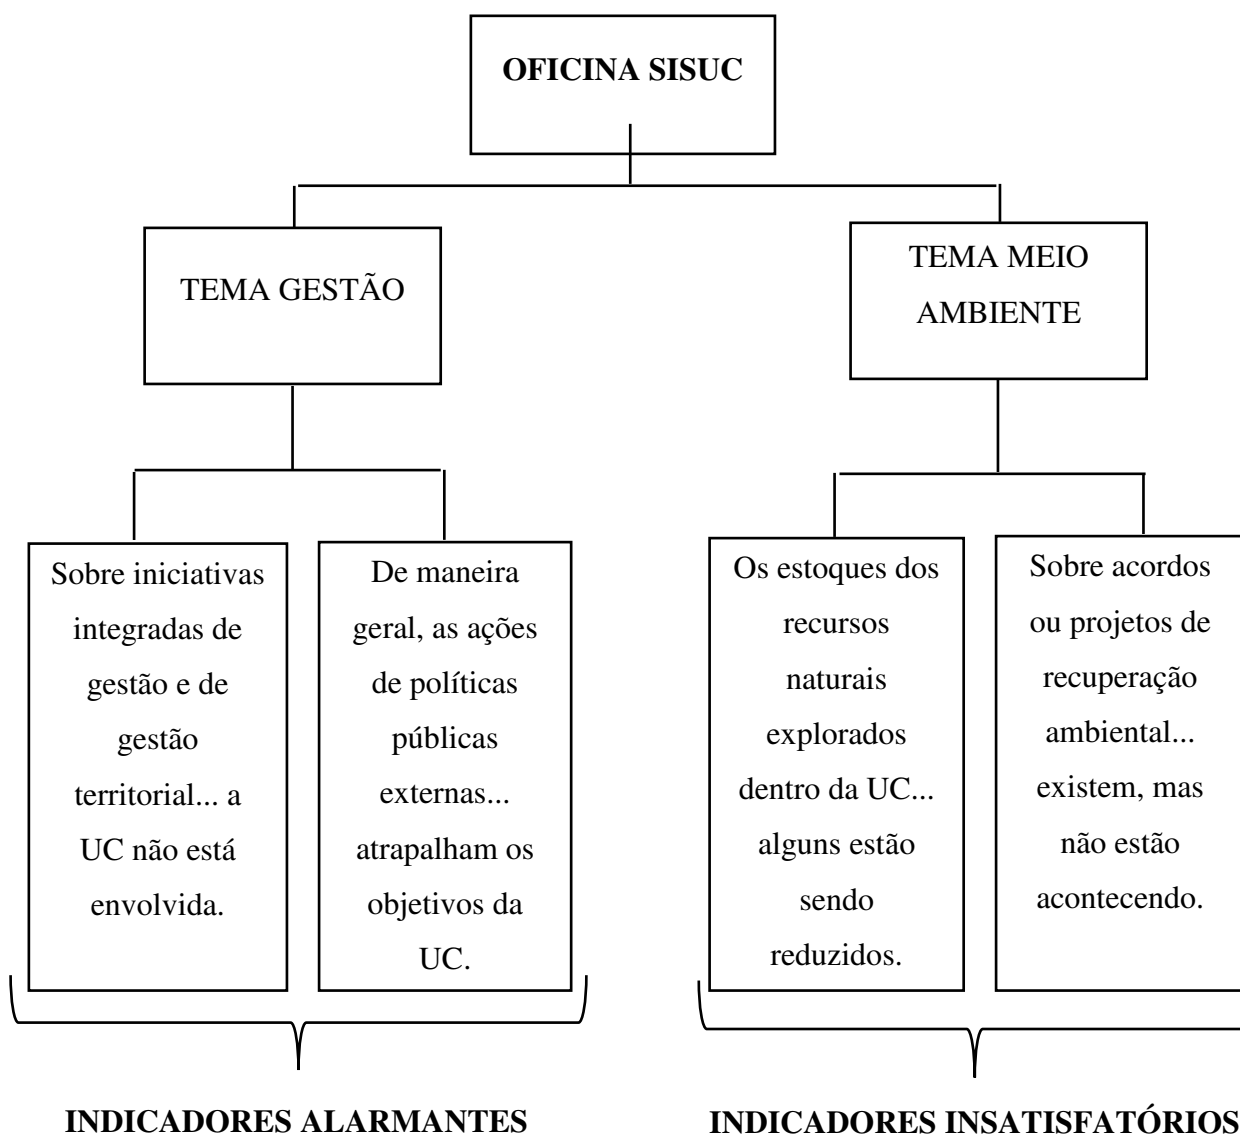 OFICINA SISUC
TEMA GESTÃO
TEMA MEIO
AMBIENTE
Sobre iniciativas
integradas de
gestão e de
gestão
territorial... a
UC não está
envolvida.
De maneira
geral, as ações
de políticas
públicas
externas...
atrapalham os
objetivos da
UC.
Os estoques dos
recursos
naturais
explorados
dentro da UC...
alguns estão
sendo
reduzidos.
Sobre acordos
ou projetos de
recuperação
ambiental...
existem, mas
não estão
acontecendo.
INDICADORES ALARMANTES
INDICADORES INSATISFATÓRIOS